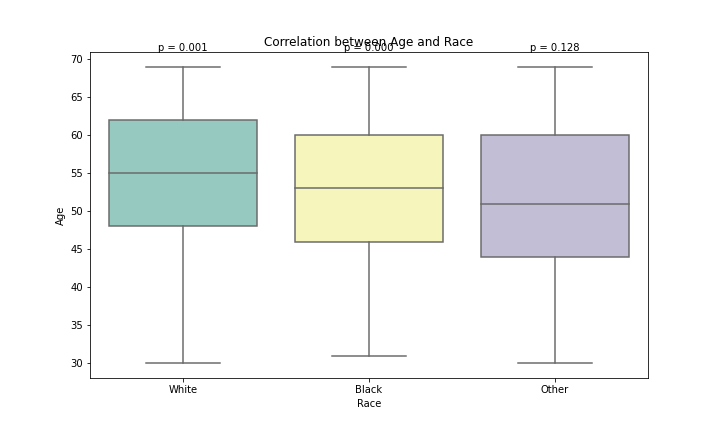 Correlation between Age and Race
p = 0.001
p = 0.000
p = 0.128
70
65
60
55
50
45
40
35
30
Age
White
Black
Other
Race